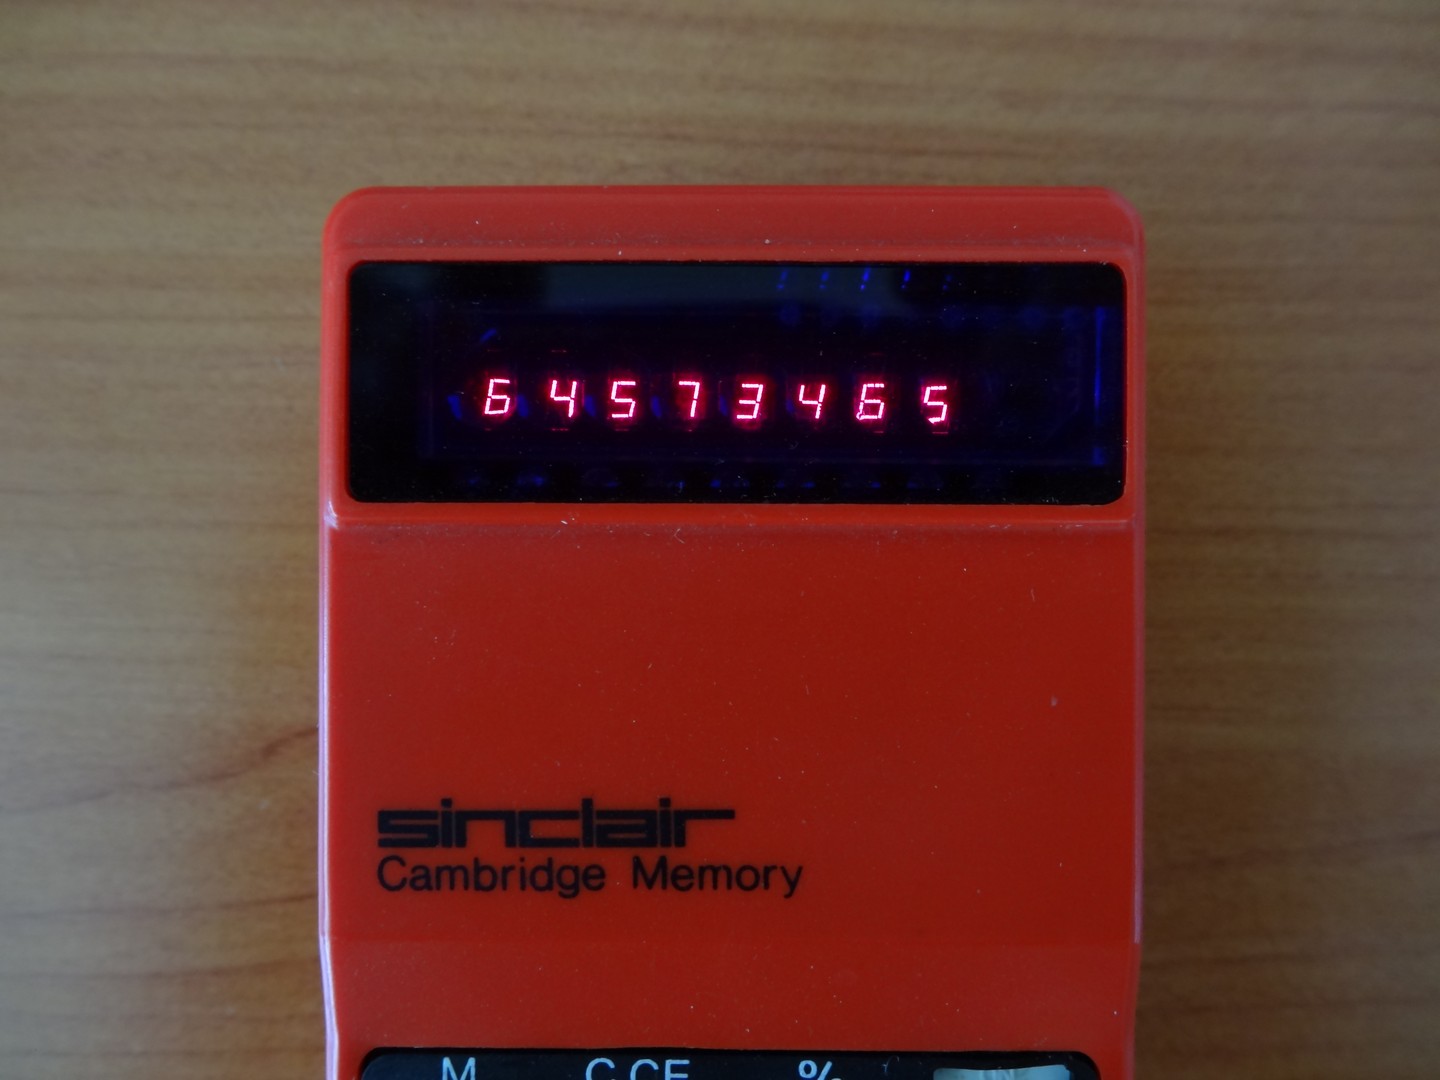 64573465
sinclair
Cambridge Memory
M C.CE %